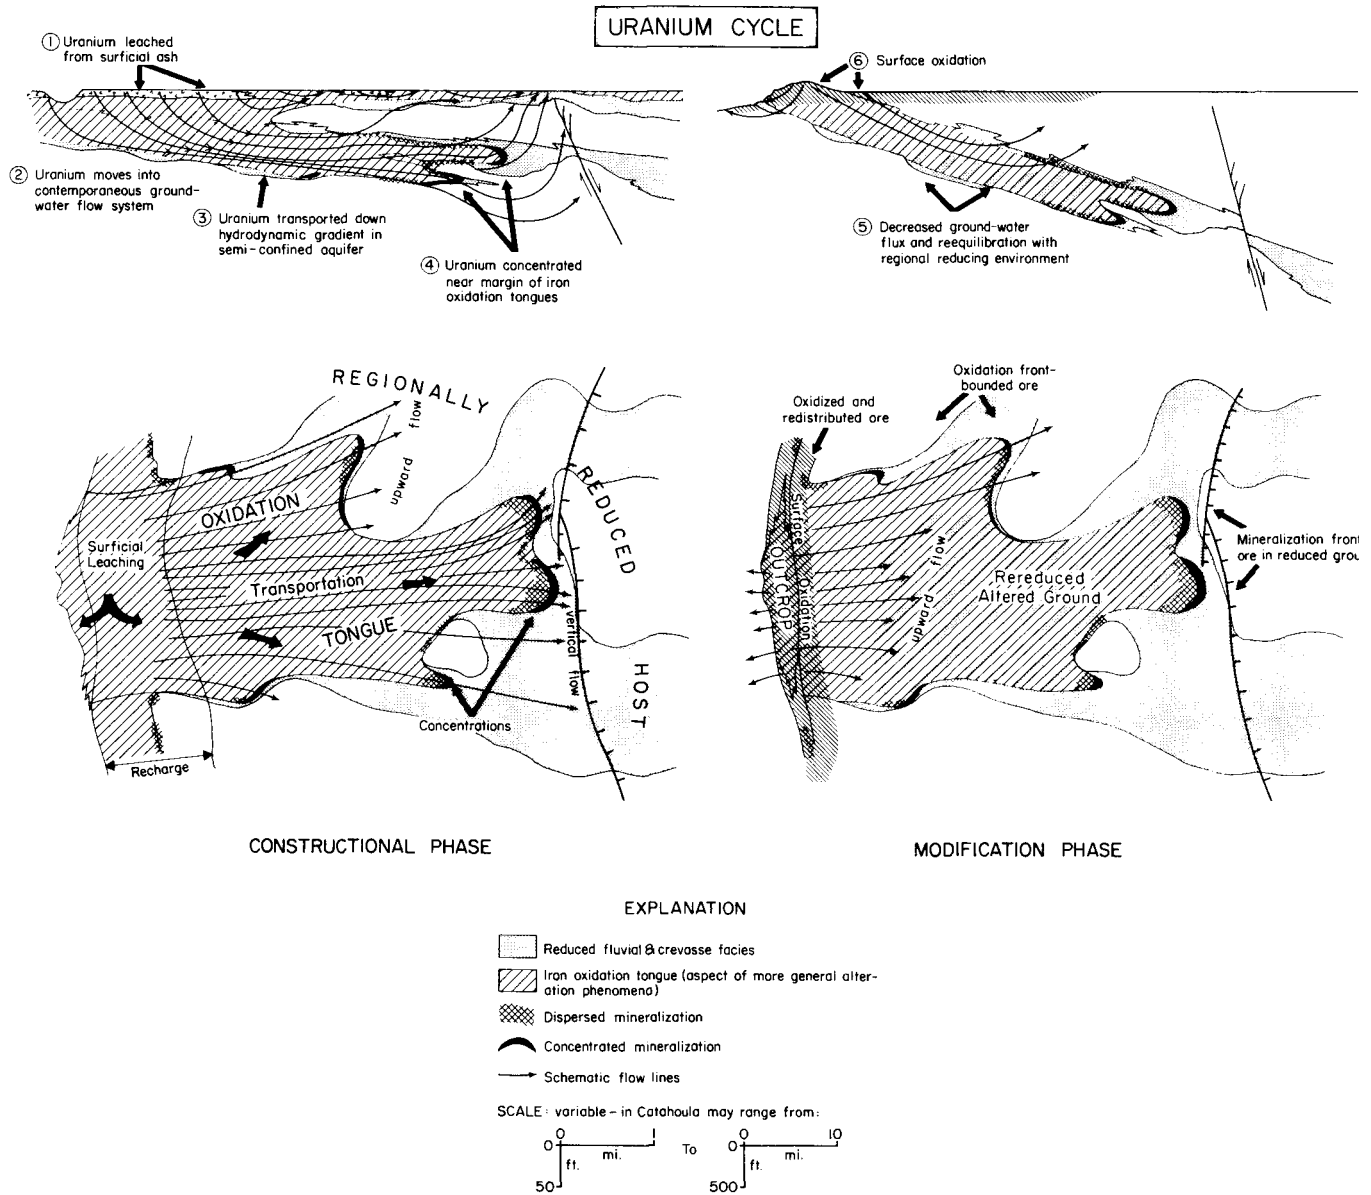 URANIUM CYCLE
① Uranium leached
from surficial ash
② Uranium moves into
contemporaneous ground-
water flow system
③ Uranium transported down
hydrodynamic gradient in
semi-confined aquifer
④ Uranium concentrated
near margin of iron
oxidation tongues
⑥ Surface oxidation
⑤ Decreased ground-water
flux and reequilibration with
regional reducing environment
REGIONALLY
REDUCED
HOST
upward flow
OXIDATION
Surficial
Leaching
Transportation
TONGUE
vertical flow
Concentrations
Recharge
CONSTRUCTIONAL PHASE
Oxidation front-
bounded ore
Oxidized and
redistributed ore
Surface Oxidation
OUTCROP
upward flow
Rereduced
Altered Ground
Mineralization front
ore in reduced grou
MODIFICATION PHASE
EXPLANATION
Reduced fluvial & crevasse facies
Iron oxidation tongue (aspect of more general alter-
ation phenomena)
Dispersed mineralization
Concentrated mineralization
Schematic flow lines
SCALE: variable - in Catahoula may range from:
0 1
0
mi.
ft.
50
To
0 10
0
mi.
ft.
500